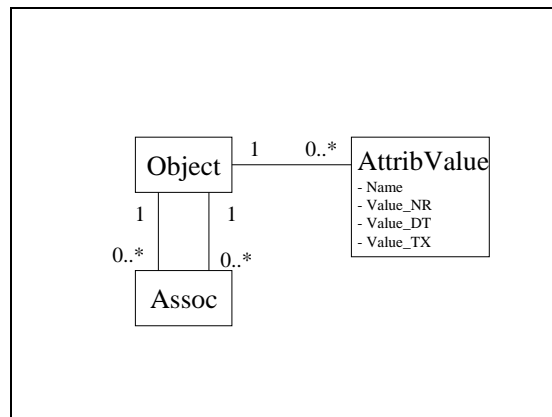 1 0..*
Object
AttribValue
- Name
- Value_NR
- Value_DT
- Value_TX
1 1
0..* 0..*
Assoc